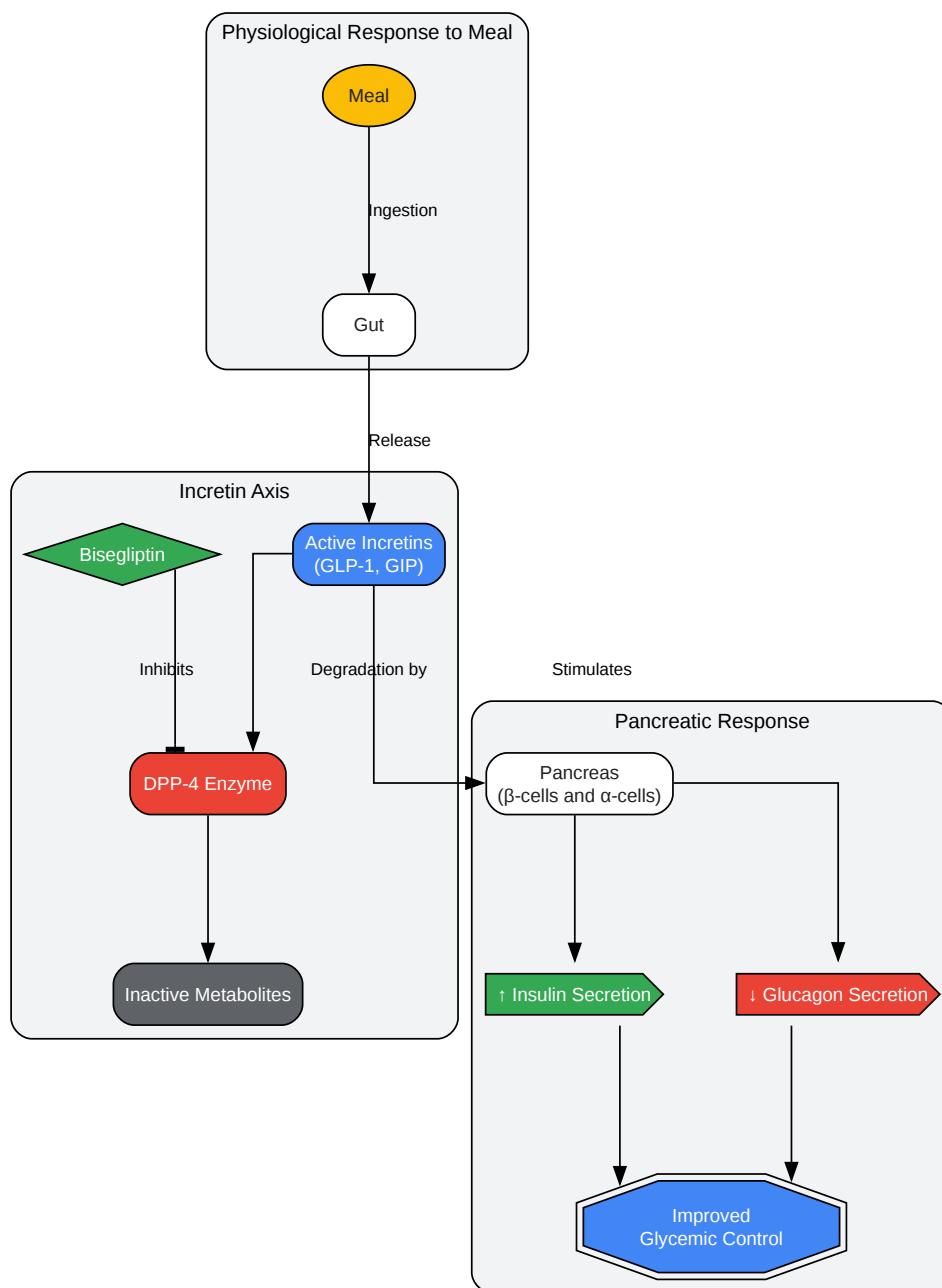 Physiological Response to Meal
Meal
Ingestion
Gut
Release
Incretin Axis
Bisegliptin
Active Incretins
(GLP-1, GIP)
Inhibits
Degradation by
Stimulates
Pancreatic Response
DPP-4 Enzyme
Pancreas
(β-cells and α-cells)
Inactive Metabolites
↑ Insulin Secretion
↓ Glucagon Secretion
Improved
Glycemic Control